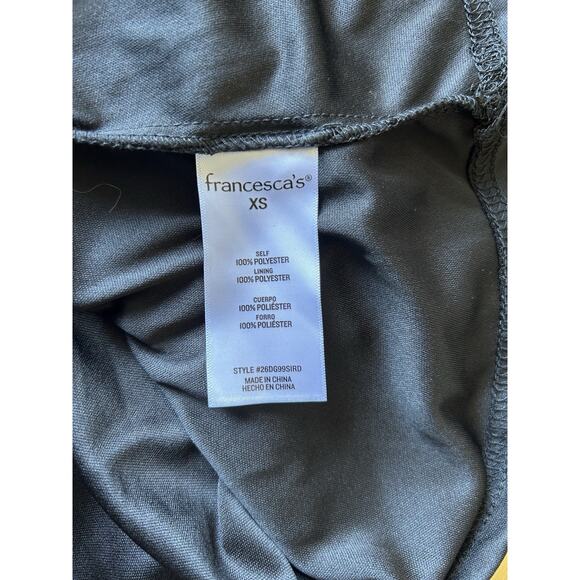 francesca's®
XS
SELF
100% POLYESTER
LINING
100% POLYESTER
CUERPO
100% POLIÉSTER
FORRO
100% POLIÉSTER
STYLE #26DG99SIRD
MADE IN CHINA
HECHO EN CHINA